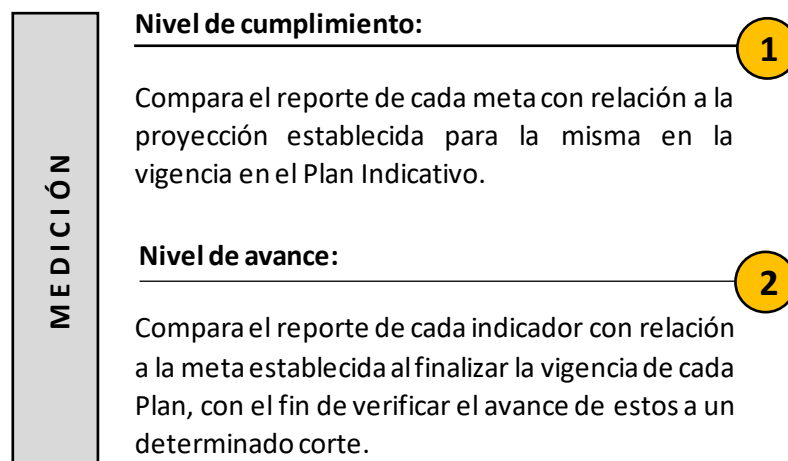 MEDICIÓN
Nivel de cumplimiento:
1
Compara el reporte de cada meta con relación a la
proyección establecida para la misma en la
vigencia en el Plan Indicativo.
Nivel de avance:
2
Compara el reporte de cada indicador con relación
a la meta establecida al finalizar la vigencia de cada
Plan, con el fin de verificar el avance de estos a un
determinado corte.